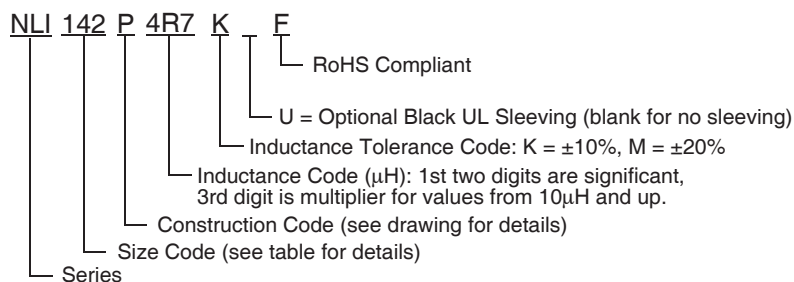 NLI 142 P 4R7 K _ F
RoHS Compliant
U = Optional Black UL Sleeving (blank for no sleeving)
Inductance Tolerance Code: K = ±10%, M = ±20%
Inductance Code (μH): 1st two digits are significant,
3rd digit is multiplier for values from 10μH and up.
Construction Code (see drawing for details)
Size Code (see table for details)
Series